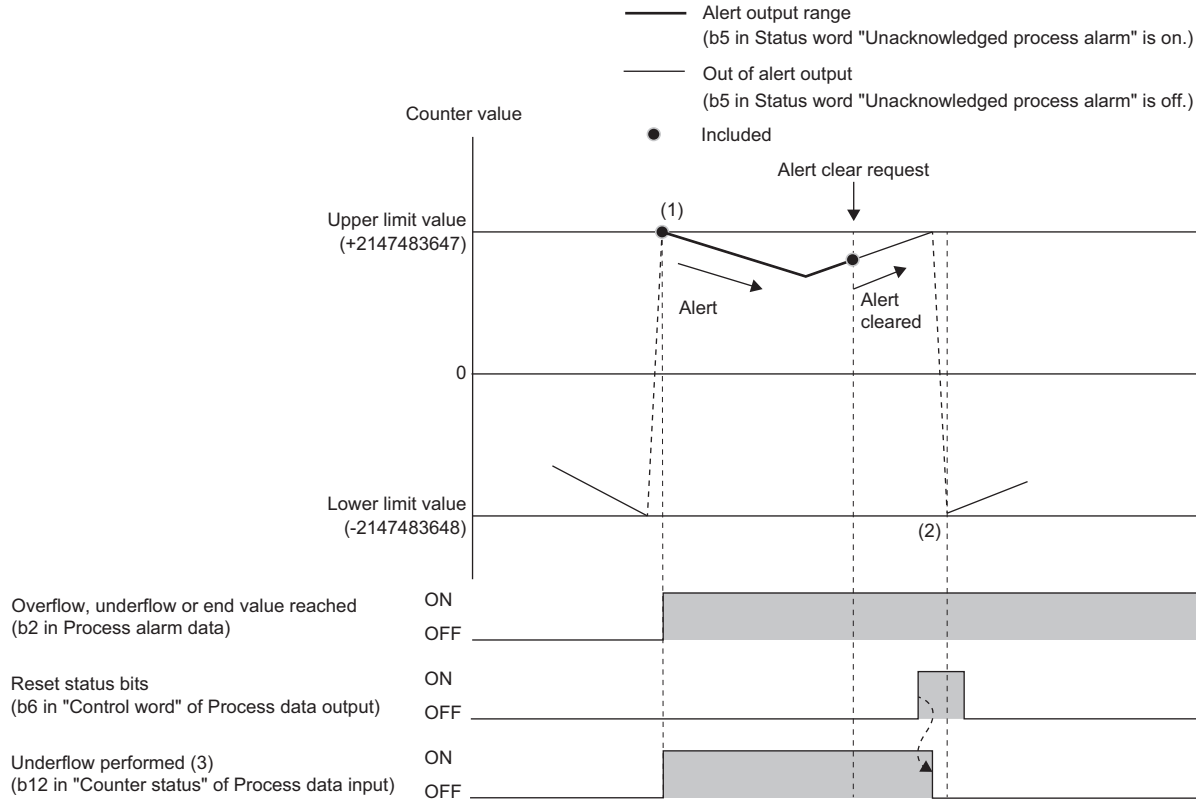 Alert output range
(b5 in Status word "Unacknowledged process alarm" is on.)
Out of alert output
(b5 in Status word "Unacknowledged process alarm" is off.)
Counter value
Included
Alert clear request
(1)
Upper limit value
(+2147483647)
Alert
Alert
cleared
0
Lower limit value
(-2147483648)
(2)
Overflow, underflow or end value reached
(b2 in Process alarm data)
ON
OFF
Reset status bits
(b6 in "Control word" of Process data output)
ON
OFF
Underflow performed (3)
(b12 in "Counter status" of Process data input)
ON
OFF